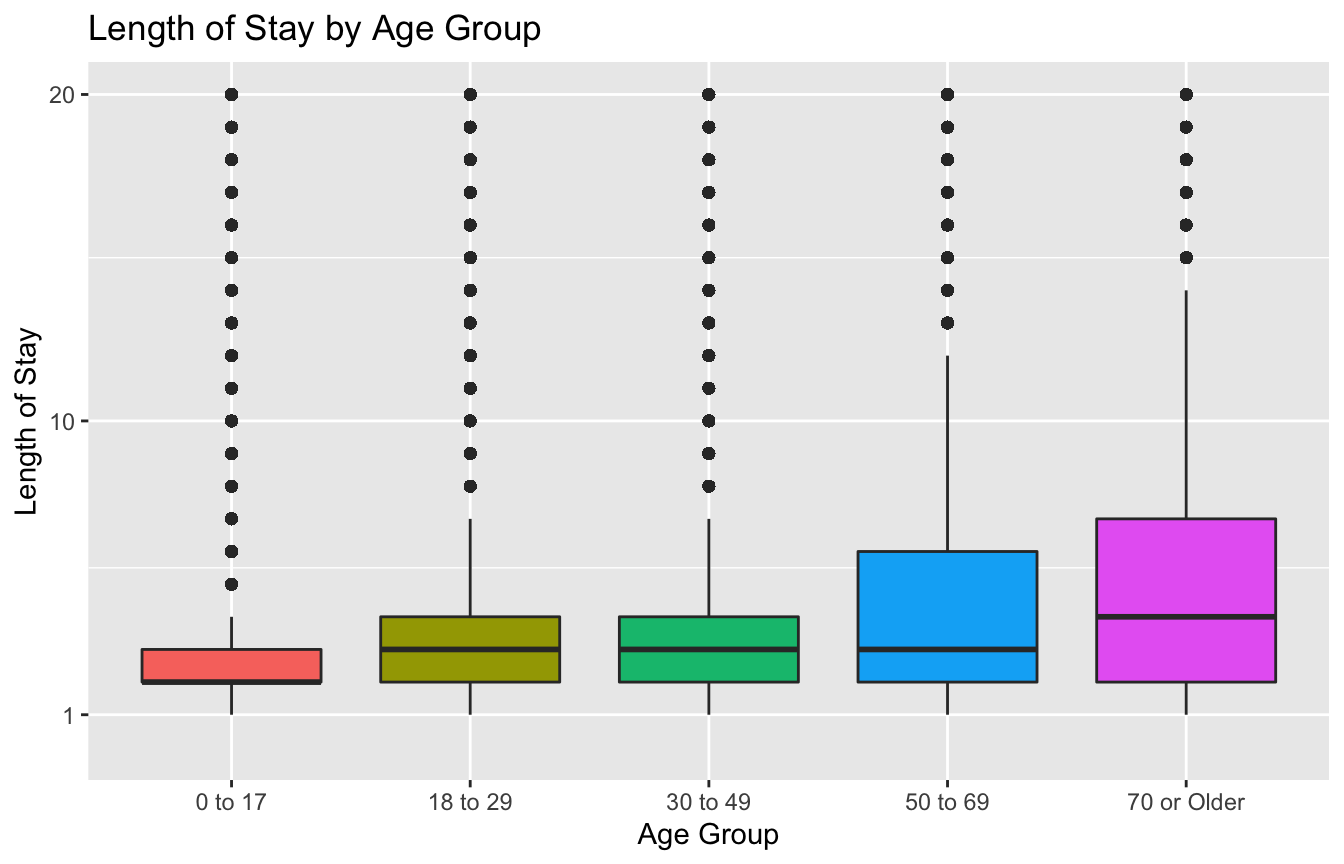 Length of Stay by Age Group
Length of Stay
20
10
1
0 to 17
18 to 29
30 to 49
50 to 69
70 or Older
Age Group